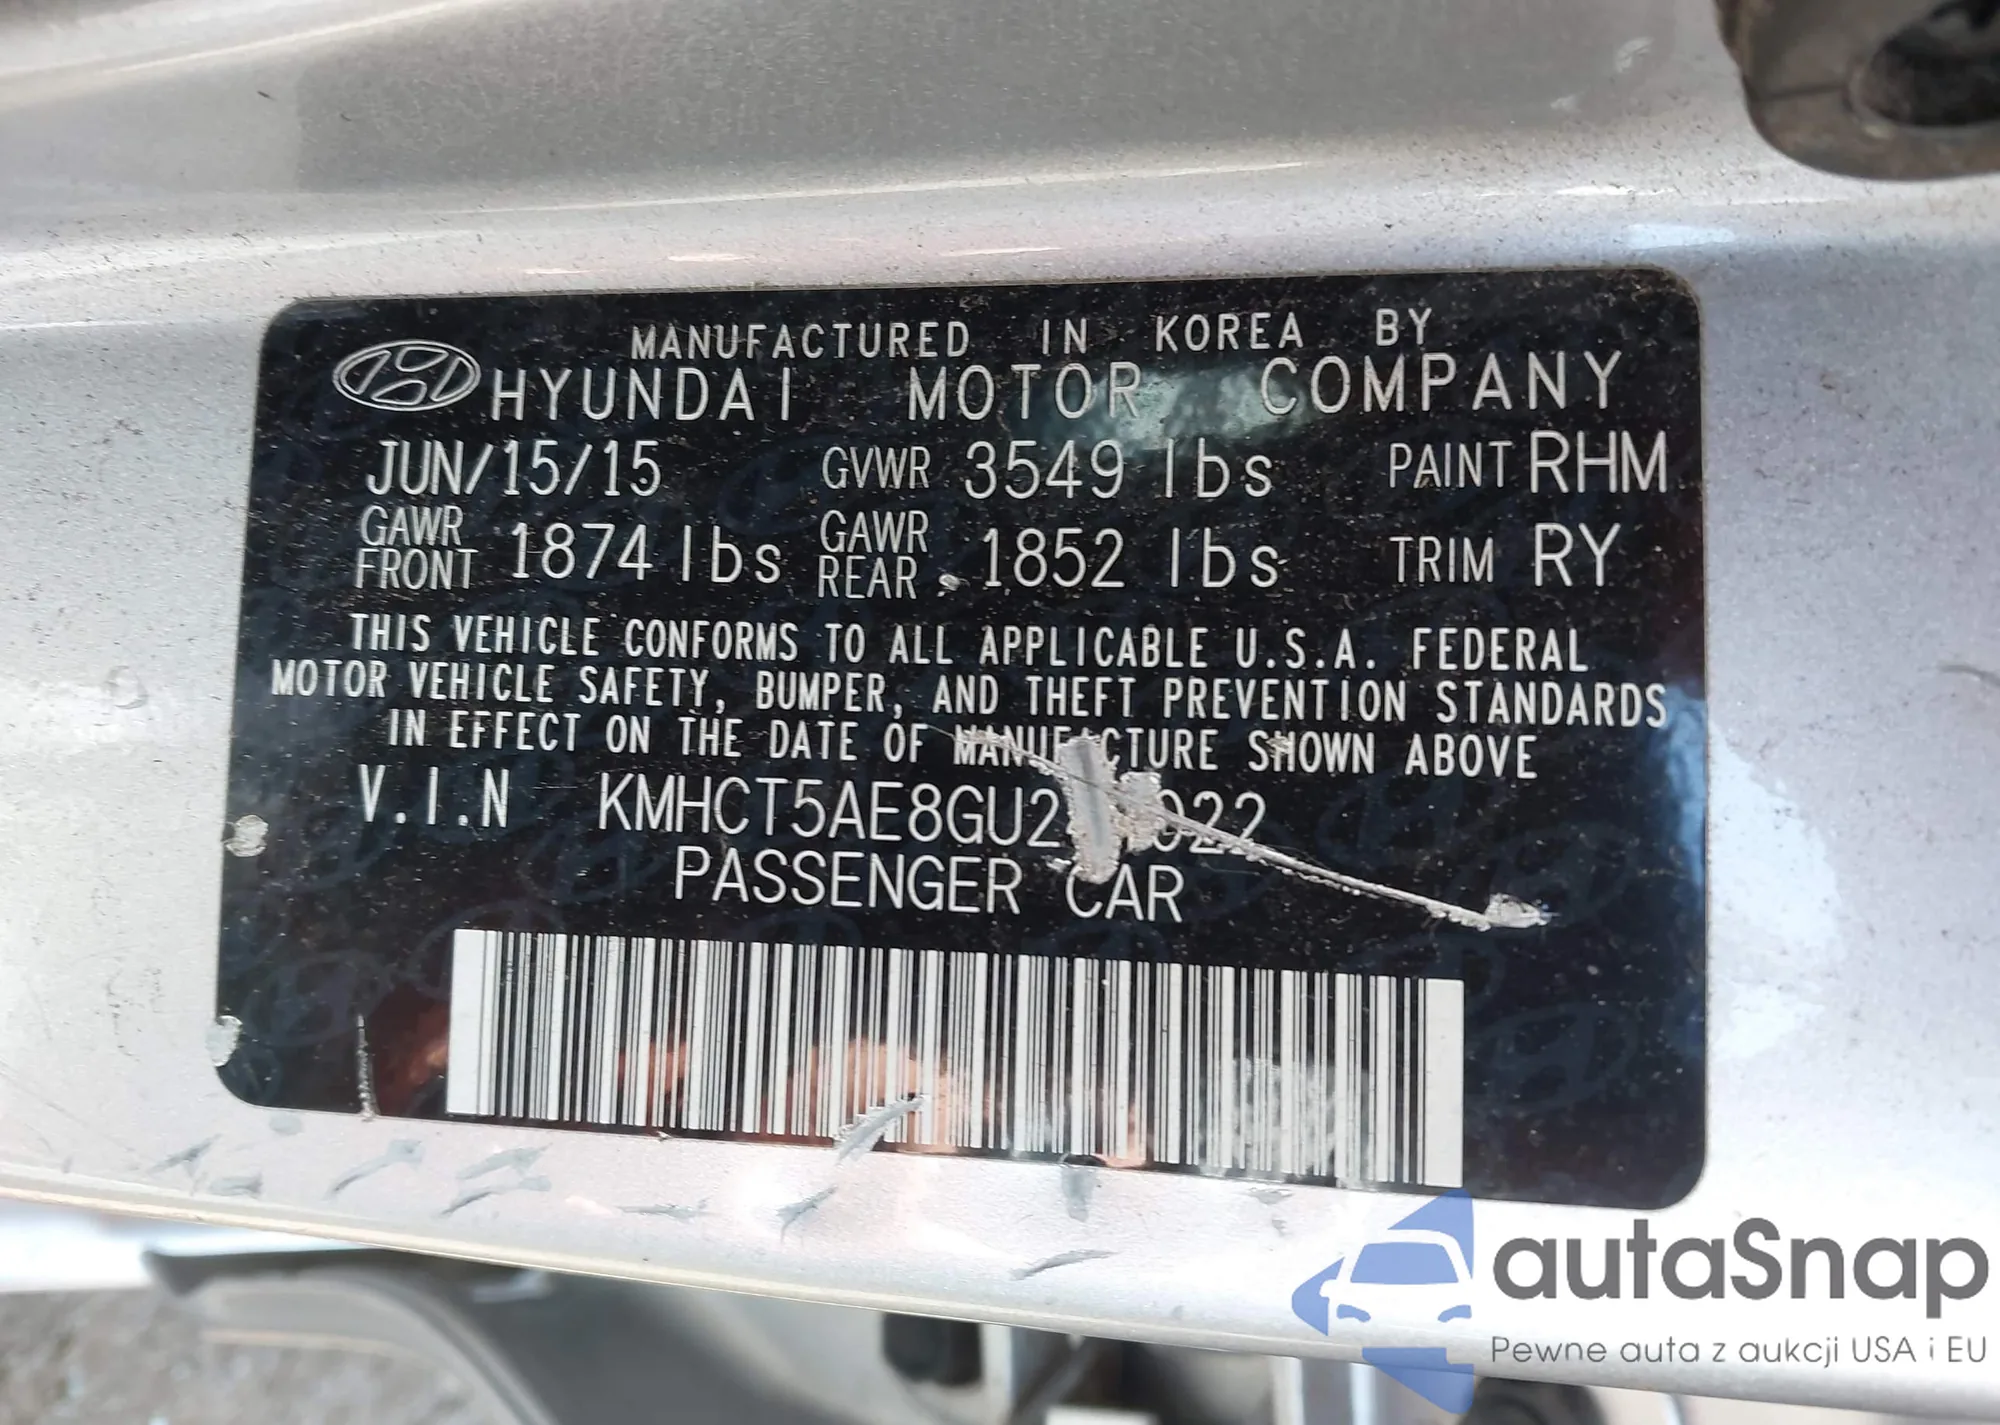 MANUFACTURED IN KOREA BY
HYUNDAI MOTOR COMPANY
JUN/15/15 GVWR 3549 lbs PAINT RHM
GAWR FRONT 1874 lbs GAWR REAR 1852 lbs TRIM RY
THIS VEHICLE CONFORMS TO ALL APPLICABLE U.S.A. FEDERAL
MOTOR VEHICLE SAFETY, BUMPER, AND THEFT PREVENTION STANDARDS
IN EFFECT ON THE DATE OF MANUFACTURE SHOWN ABOVE
V.I.N
PASSENGER CAR
autaSnap
Pewne auta z aukcji USA i EU